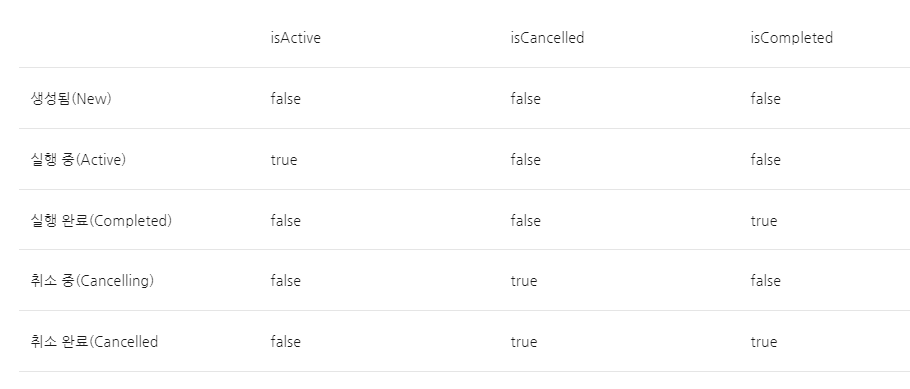 isActive isCancelled isCompleted
생성됨(New) false false false
실행 중(Active) true false false
실행 완료(Completed) false false true
취소 중(Cancelling) false true false
취소 완료(Cancelled false true true